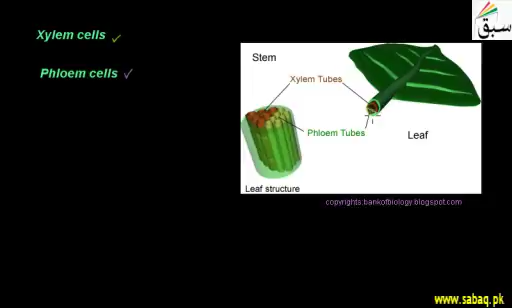 سبق
Xylem cells
Phloem cells
Stem
Xylem Tubes
Phloem Tubes
Leaf
Leaf structure
copyrights:bankofbiology.blogspot.com
www.sabaq.pk